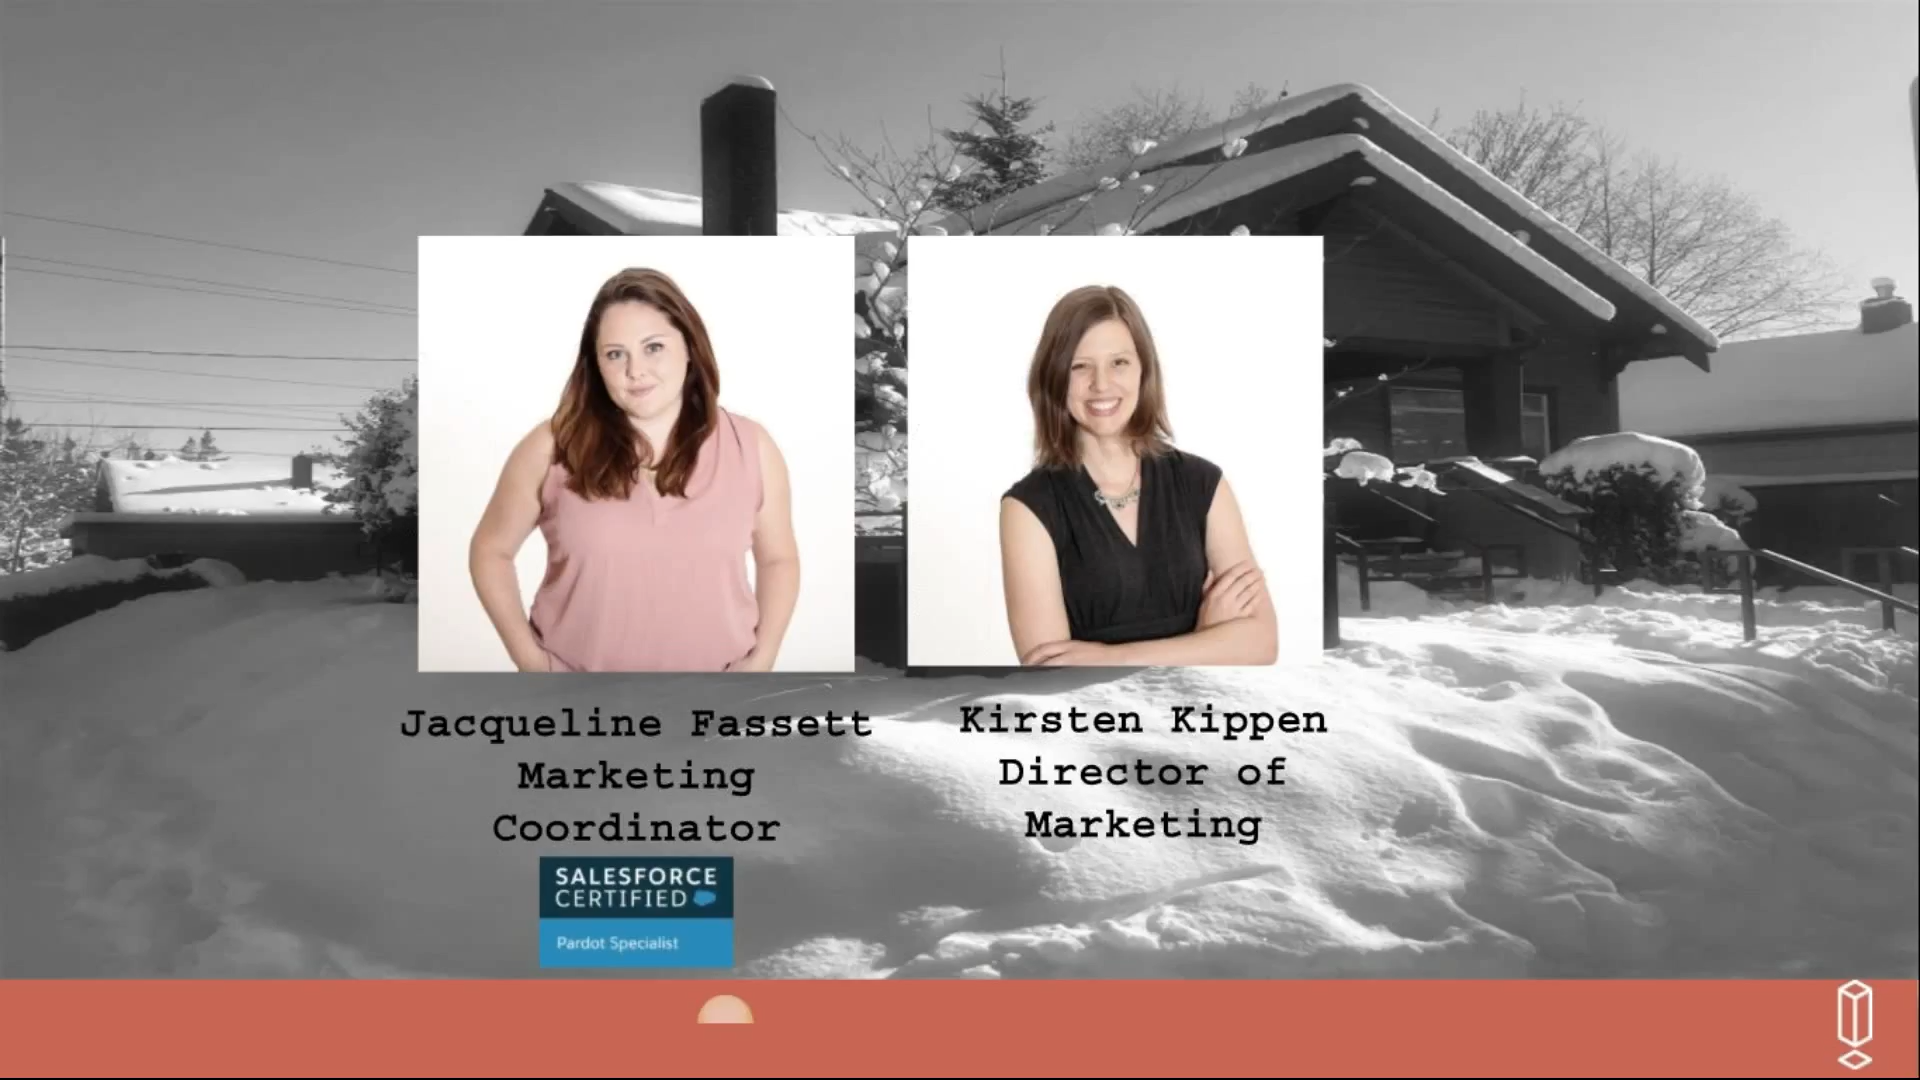 Jacqueline Fassett
Marketing
Coordinator
SALESFORCE
CERTIFIED
Pardot Specialist
Kirsten Kippen
Director of
Marketing